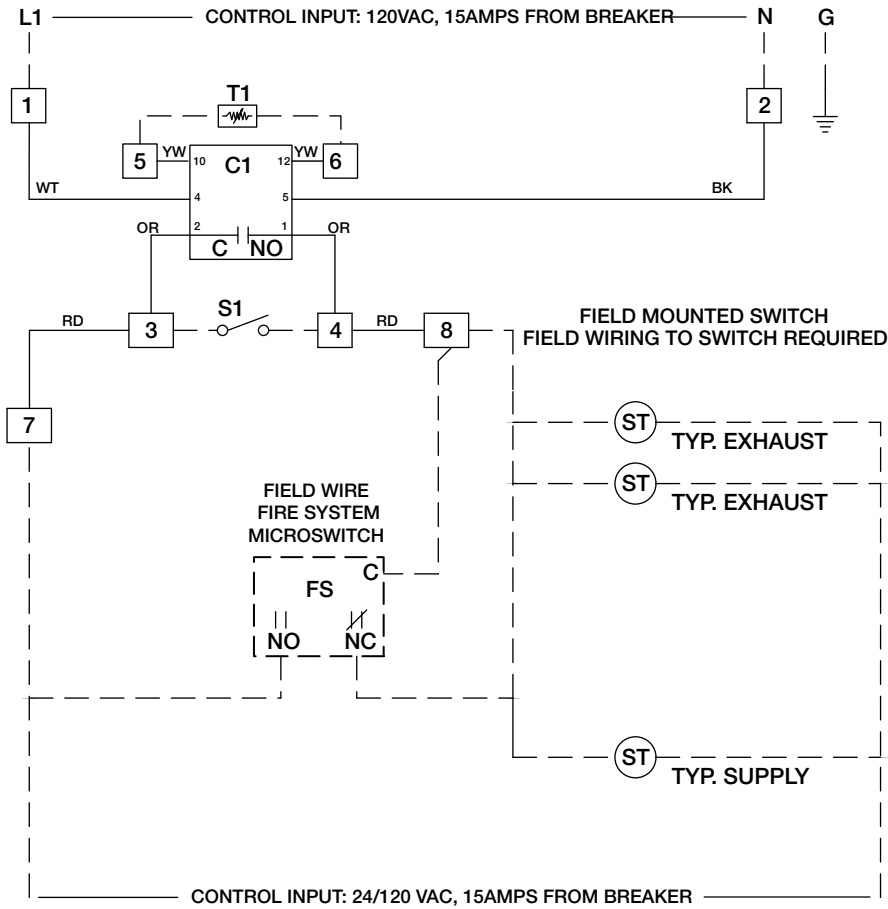 L1 CONTROL INPUT: 120VAC, 15AMPS FROM BREAKER N G
1 T1 2
5 YW 10 C1 12 YW 6
WT 4 5 BK
OR 2 C NO 1 OR
S1
RD 3 4 RD 8
FIELD MOUNTED SWITCH
FIELD WIRING TO SWITCH REQUIRED
7
ST
TYP. EXHAUST
ST
TYP. EXHAUST
FIELD WIRE
FIRE SYSTEM
MICROSWITCH
C
FS
NO NC
ST
TYP. SUPPLY
CONTROL INPUT: 24/120 VAC, 15AMPS FROM BREAKER